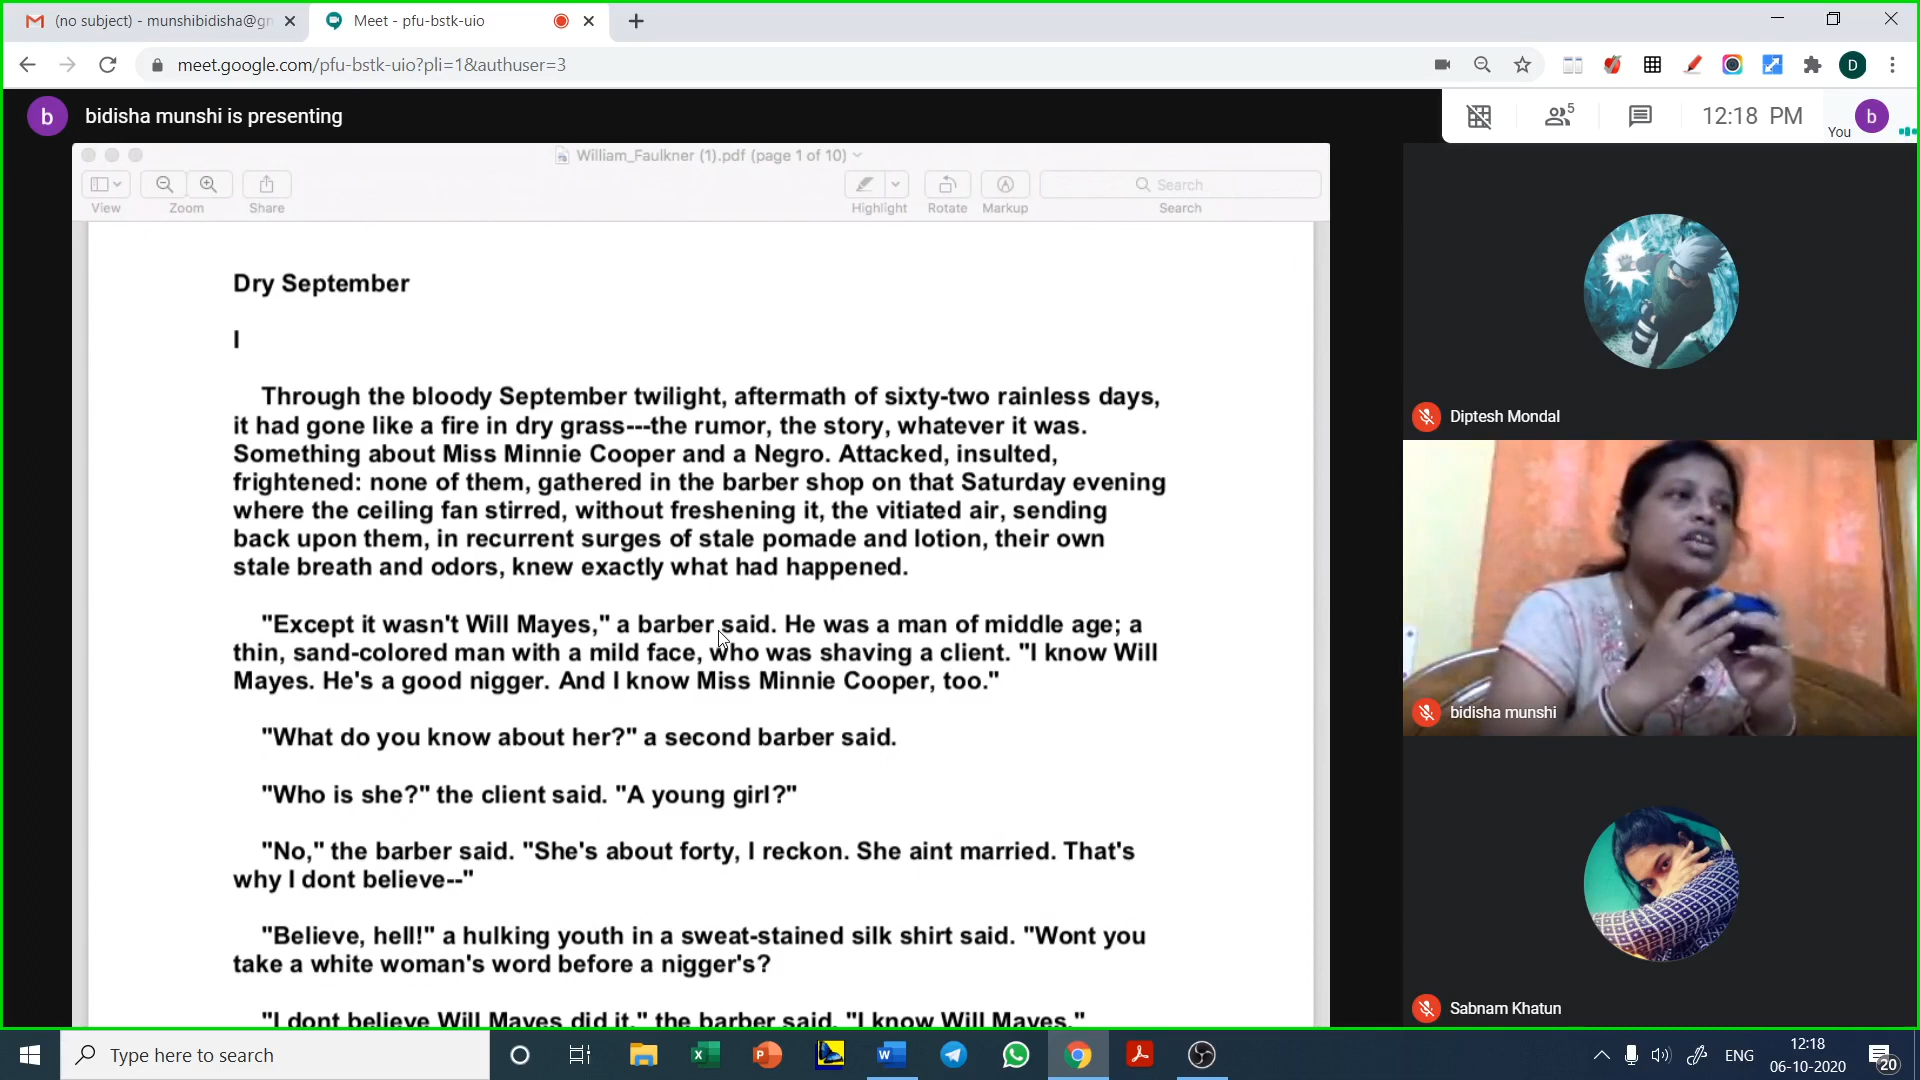 (no subject) - munshibidisha@gm
Meet - pfu-bstk-uio
meet.google.com/pfu-bstk-uio?pli=1&authuser=3
D
b
bidisha munshi is presenting
5
12:18 PM
You
b
William_Faulkner (1).pdf (page 1 of 10)
Search
View
Zoom
Share
Highlight
Rotate
Markup
Search
Dry September
I
Through the bloody September twilight, aftermath of sixty-two rainless days,
it had gone like a fire in dry grass---the rumor, the story, whatever it was.
Something about Miss Minnie Cooper and a Negro. Attacked, insulted,
frightened: none of them, gathered in the barber shop on that Saturday evening
where the ceiling fan stirred, without freshening it, the vitiated air, sending
back upon them, in recurrent surges of stale pomade and lotion, their own
stale breath and odors, knew exactly what had happened.
"Except it wasn't Will Mayes," a barber said. He was a man of middle age; a
thin, sand-colored man with a mild face, who was shaving a client. "I know Will
Mayes. He's a good nigger. And I know Miss Minnie Cooper, too."
"What do you know about her?" a second barber said.
"Who is she?" the client said. "A young girl?"
"No," the barber said. "She's about forty, I reckon. She aint married. That's
why I dont believe--"
"Believe, hell!" a hulking youth in a sweat-stained silk shirt said. "Wont you
take a white woman's word before a nigger's?
"I dont believe Will Mayes did it," the barber said. "I know Will Mayes."
Diptesh Mondal
bidisha munshi
Sabnam Khatun
Type here to search
ENG
12:18
06-10-2020
20